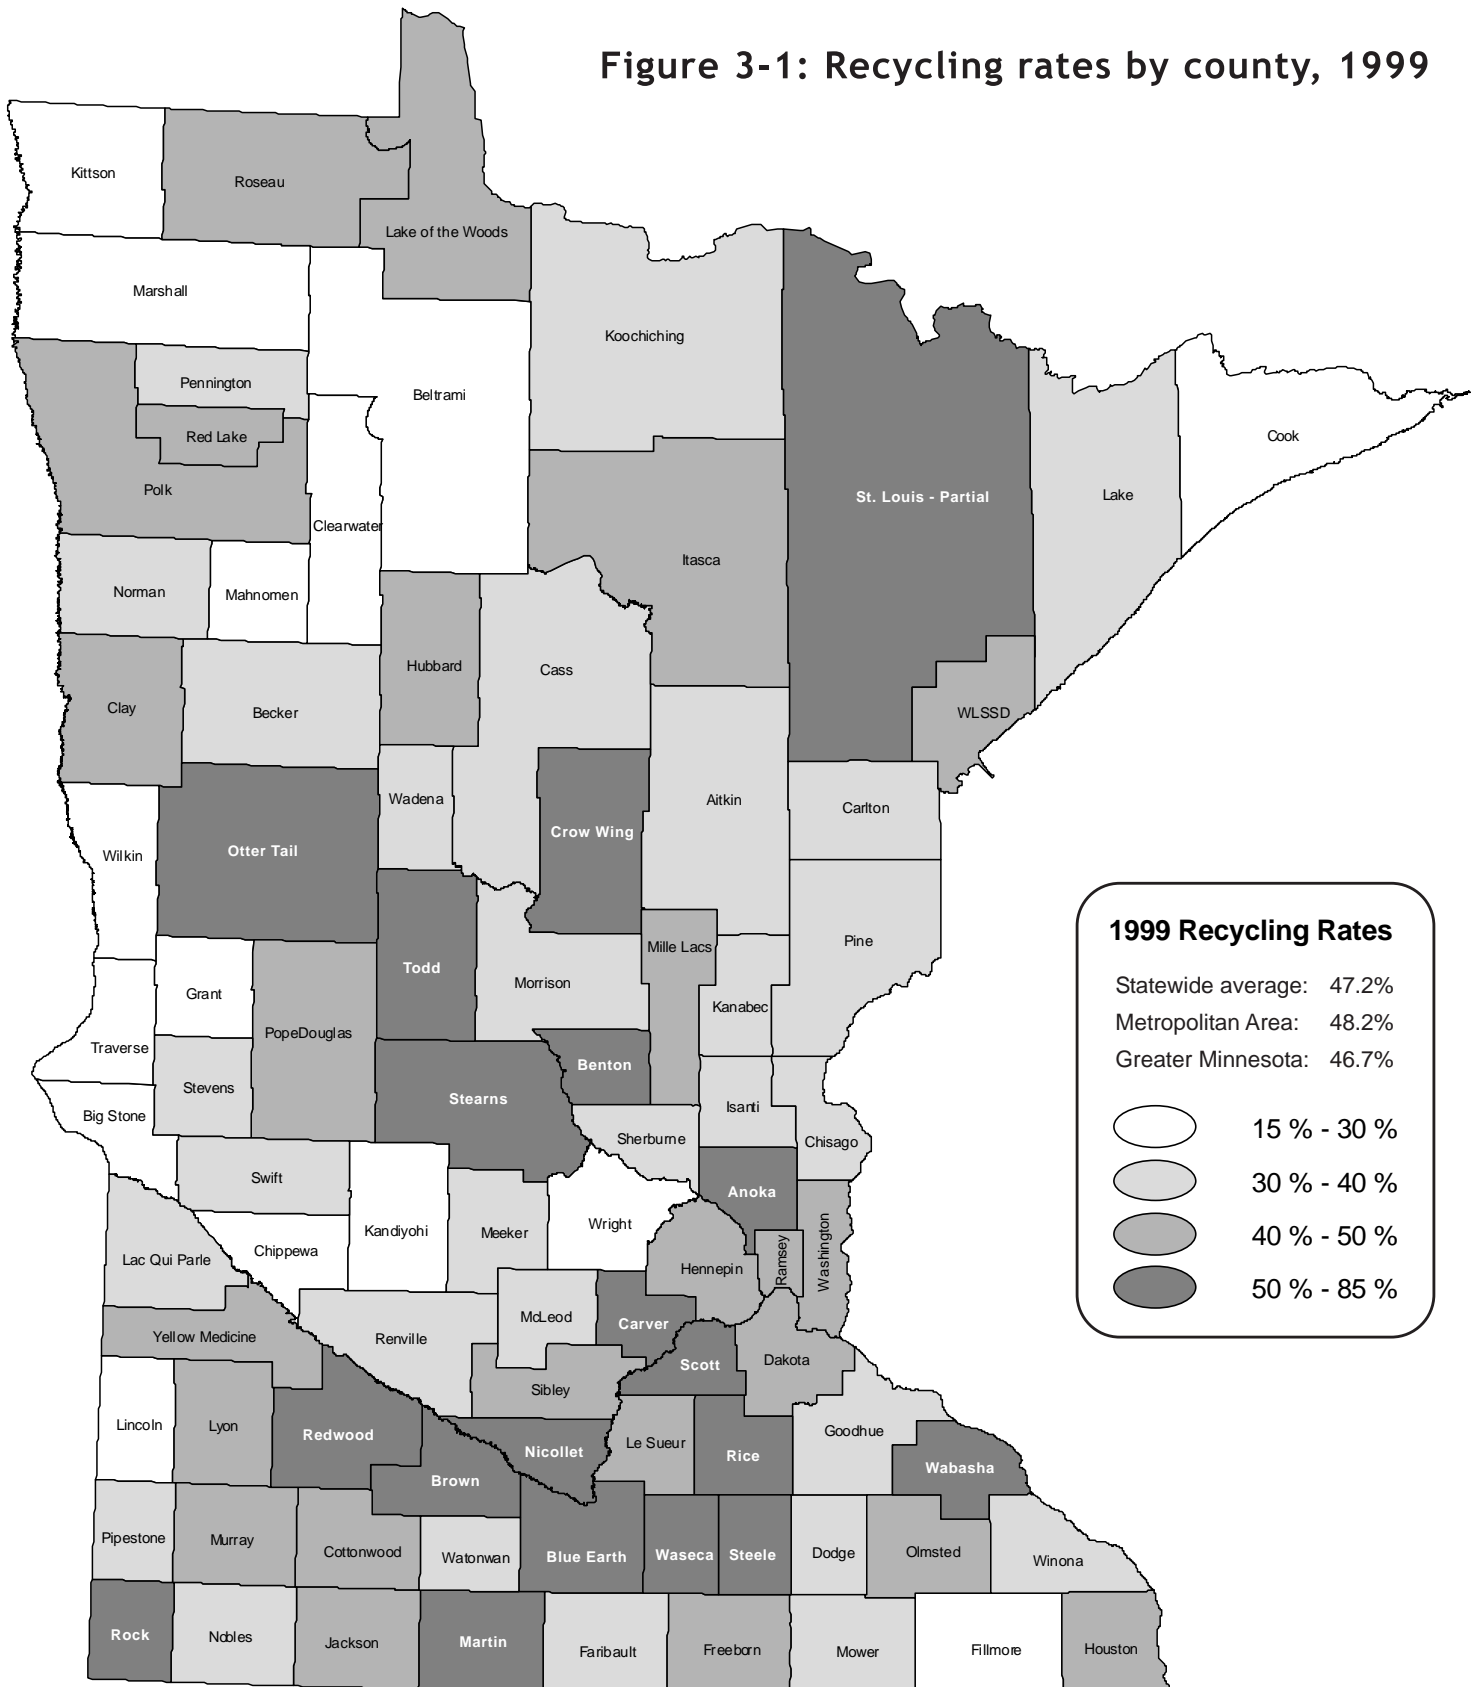 Figure 3-1: Recycling rates by county, 1999
Kittson
Roseau
Lake of the Woods
Marshall
Koochiching
Pennington
Beltrami
Red Lake
Cook
Polk
St. Louis - Partial
Lake
Clearwater
Itasca
Norman
Mahnomen
Hubbard
Cass
Clay
Becker
WLSSD
Wadena
Aitkin
Carlton
Crow Wing
Otter Tail
Wilkin
1999 Recycling Rates
Statewide average: 47.2%
Metropolitan Area: 48.2%
Greater Minnesota: 46.7%
15 % - 30 %
30 % - 40 %
40 % - 50 %
50 % - 85 %
Mille Lacs
Pine
Todd
Morrison
Grant
Kanabec
PopeDouglas
Traverse
Benton
Stevens
Stearns
Isanti
Big Stone
Sherburne
Chisago
Swift
Anoka
Wright
Kandiyohi
Meeker
Chippewa
Washington
Ramsey
Lac Qui Parle
Hennepin
McLeod
Carver
Yellow Medicine
Renville
Scott
Dakota
Sibley
Lincoln
Lyon
Redwood
Goodhue
Le Sueur
Nicollet
Rice
Wabasha
Brown
Pipestone
Murray
Cottonwood
Watonwan
Blue Earth
Waseca
Steele
Dodge
Olmsted
Winona
Rock
Nobles
Jackson
Martin
Faribault
Freeborn
Mower
Fillmore
Houston